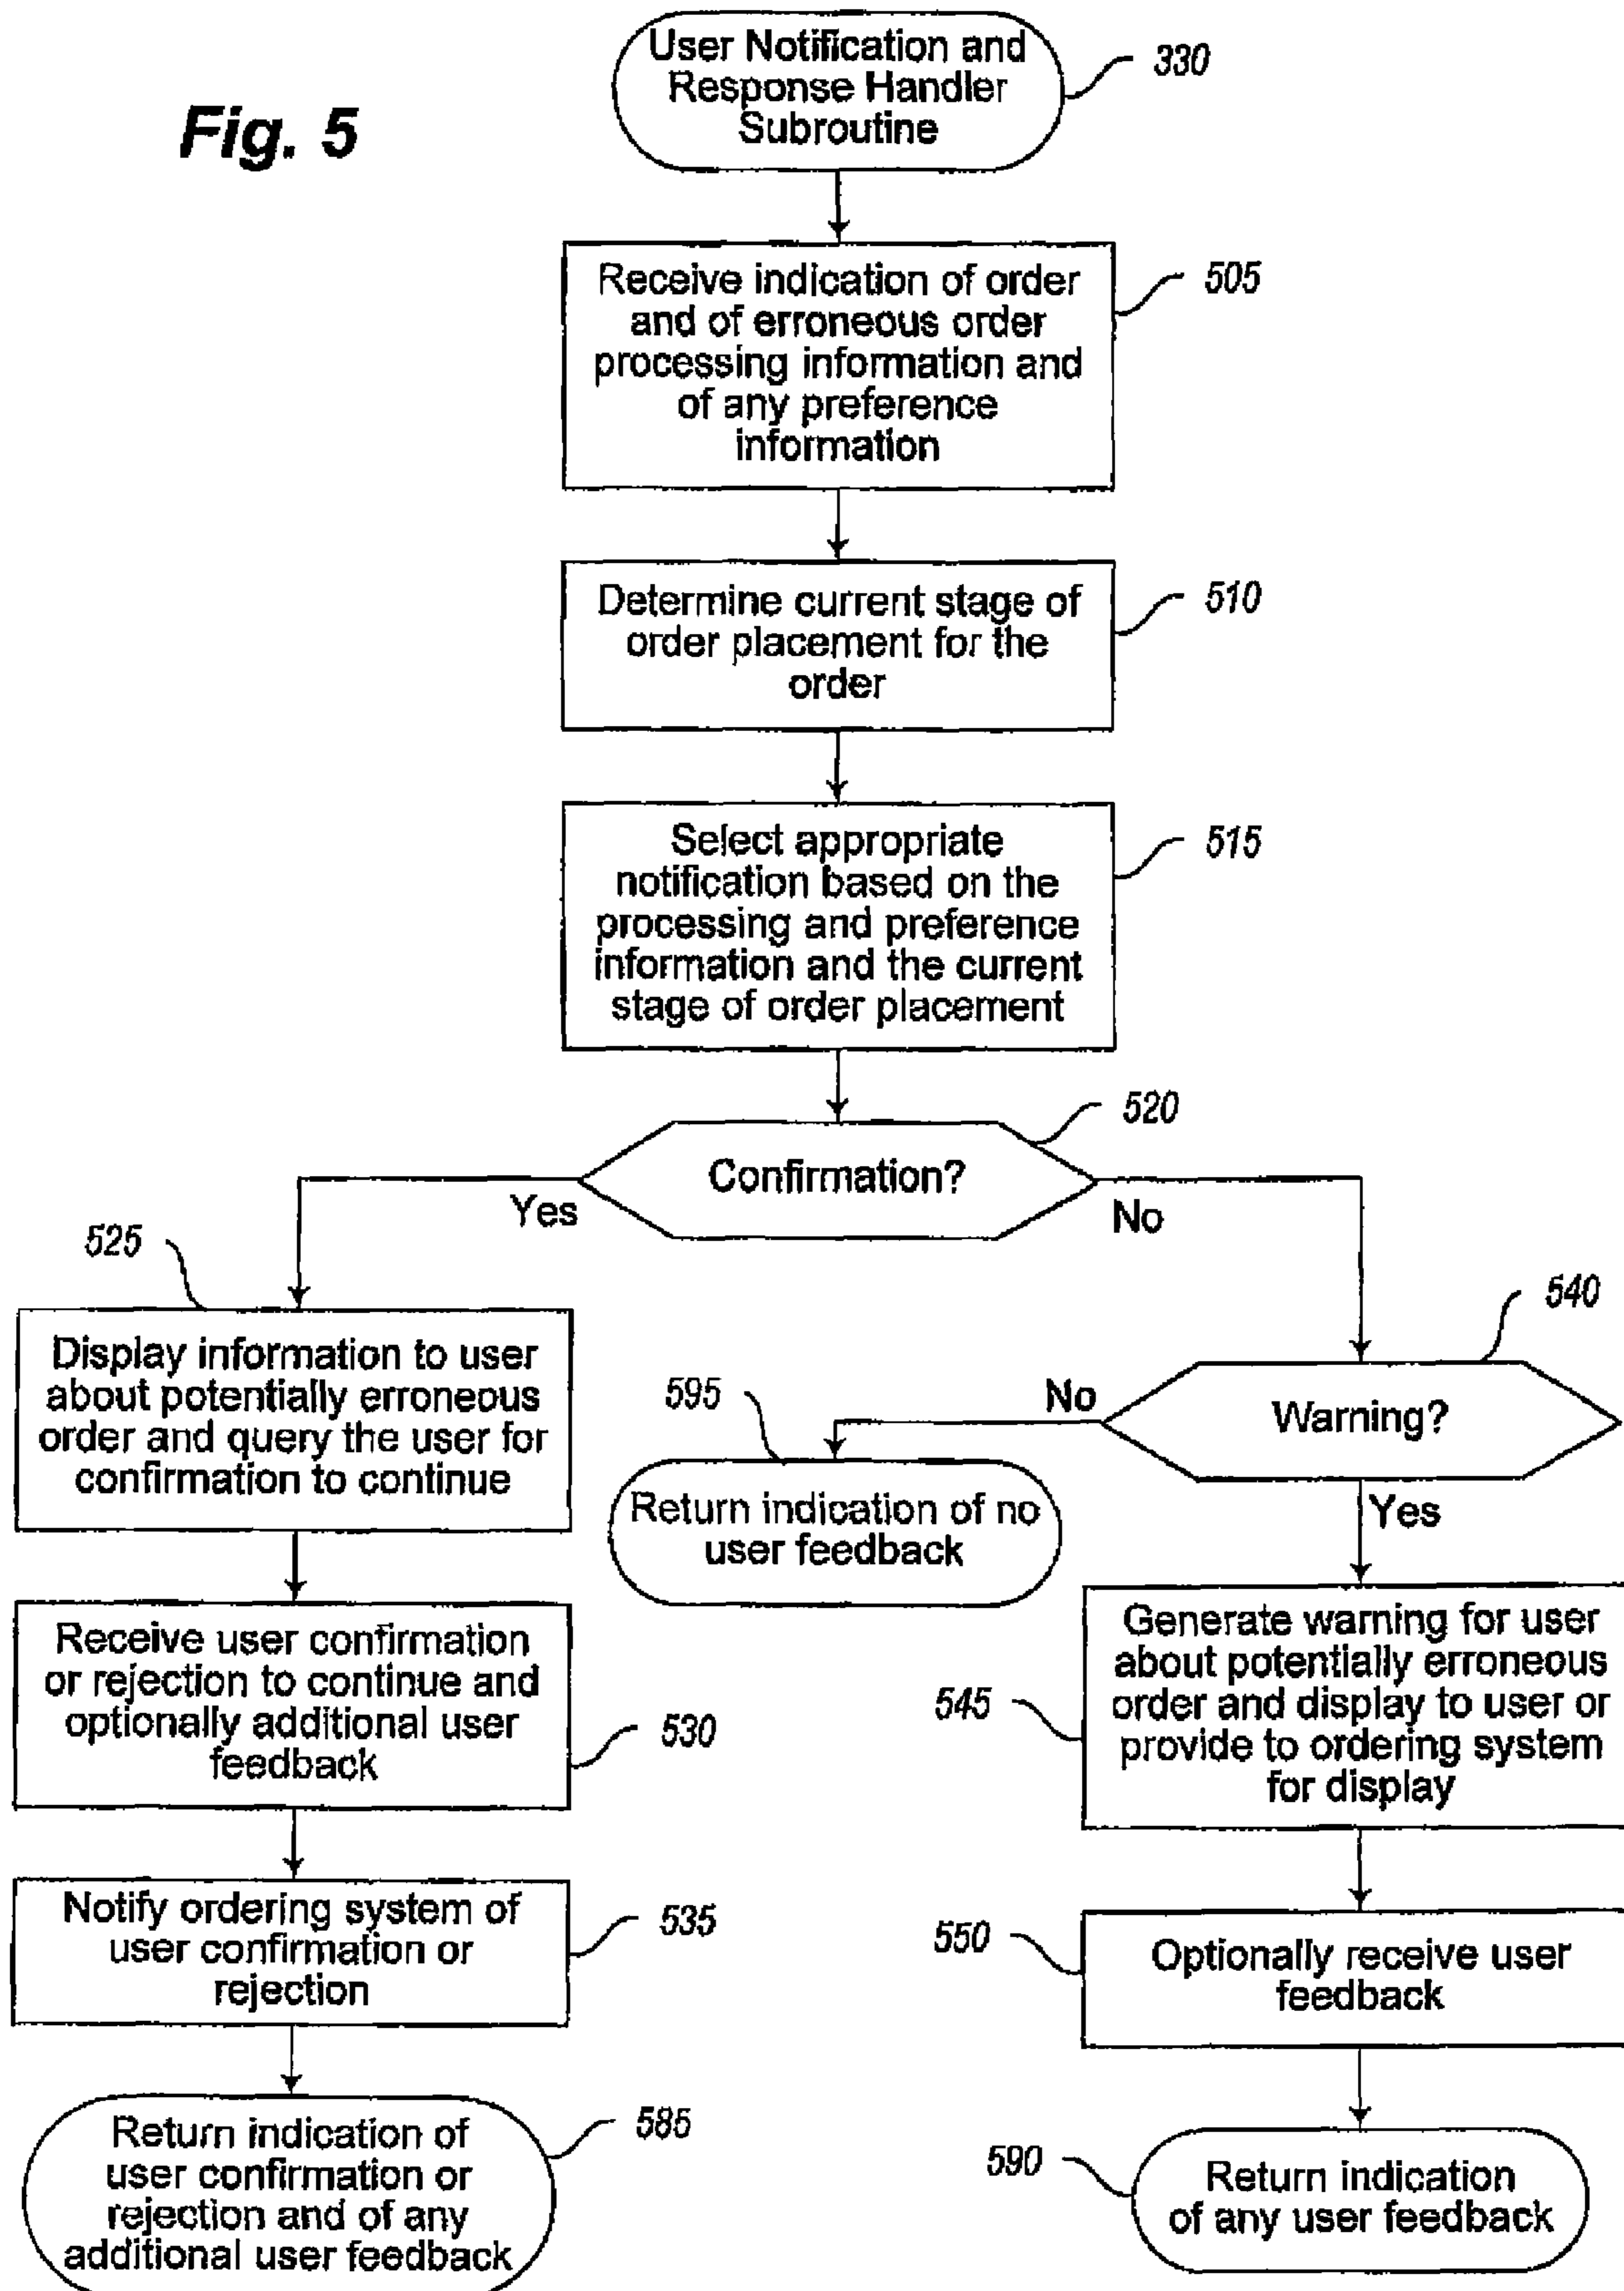 Fig. 5
User Notification and
Response Handler
Subroutine
330
Receive indication of order
and of erroneous order
processing information and
of any preference
information
505
Determine current stage of
order placement for the
order
510
Select appropriate
notification based on the
processing and preference
information and the current
stage of order placement
515
Confirmation?
520
Yes
No
525
Display information to user
about potentially erroneous
order and query the user for
confirmation to continue
540
Warning?
No
Yes
595
Return indication of no
user feedback
Receive user confirmation
or rejection to continue and
optionally additional user
feedback
530
545
Generate warning for user
about potentially erroneous
order and display to user or
provide to ordering system
for display
Notify ordering system of
user confirmation or
rejection
535
550
Optionally receive user
feedback
Return indication of
user confirmation or
rejection and of any
additional user feedback
585
590
Return indication
of any user feedback